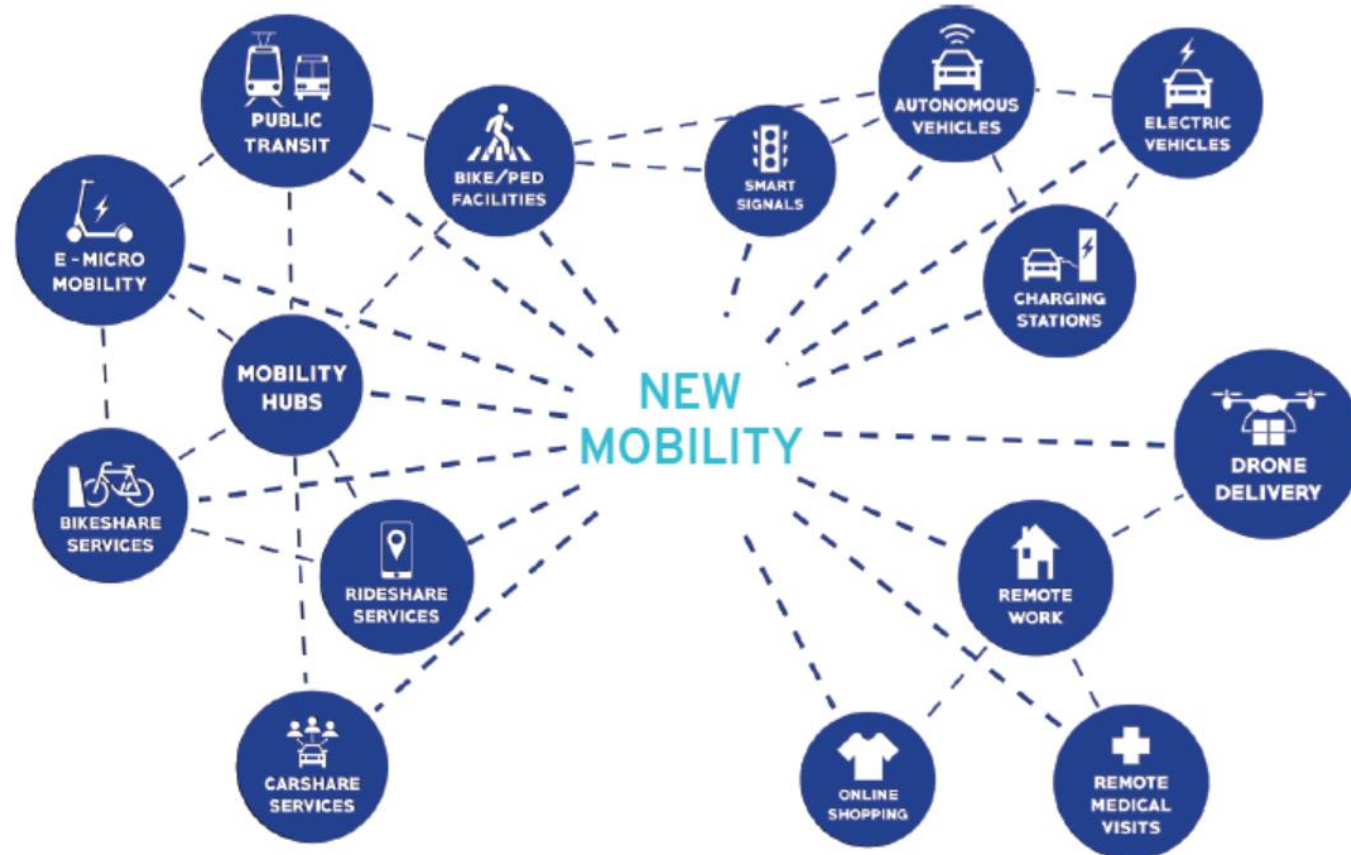 PUBLIC
TRANSIT
BIKE/PED
FACILITIES
SMART
SIGNALS
AUTONOMOUS
VEHICLES
ELECTRIC
VEHICLES
E-MICRO
MOBILITY
CHARGING
STATIONS
MOBILITY
HUBS
NEW
MOBILITY
DRONE
DELIVERY
BIKESHARE
SERVICES
RIDESHARE
SERVICES
REMOTE
WORK
CARSHARE
SERVICES
ONLINE
SHOPPING
REMOTE
MEDICAL
VISITS